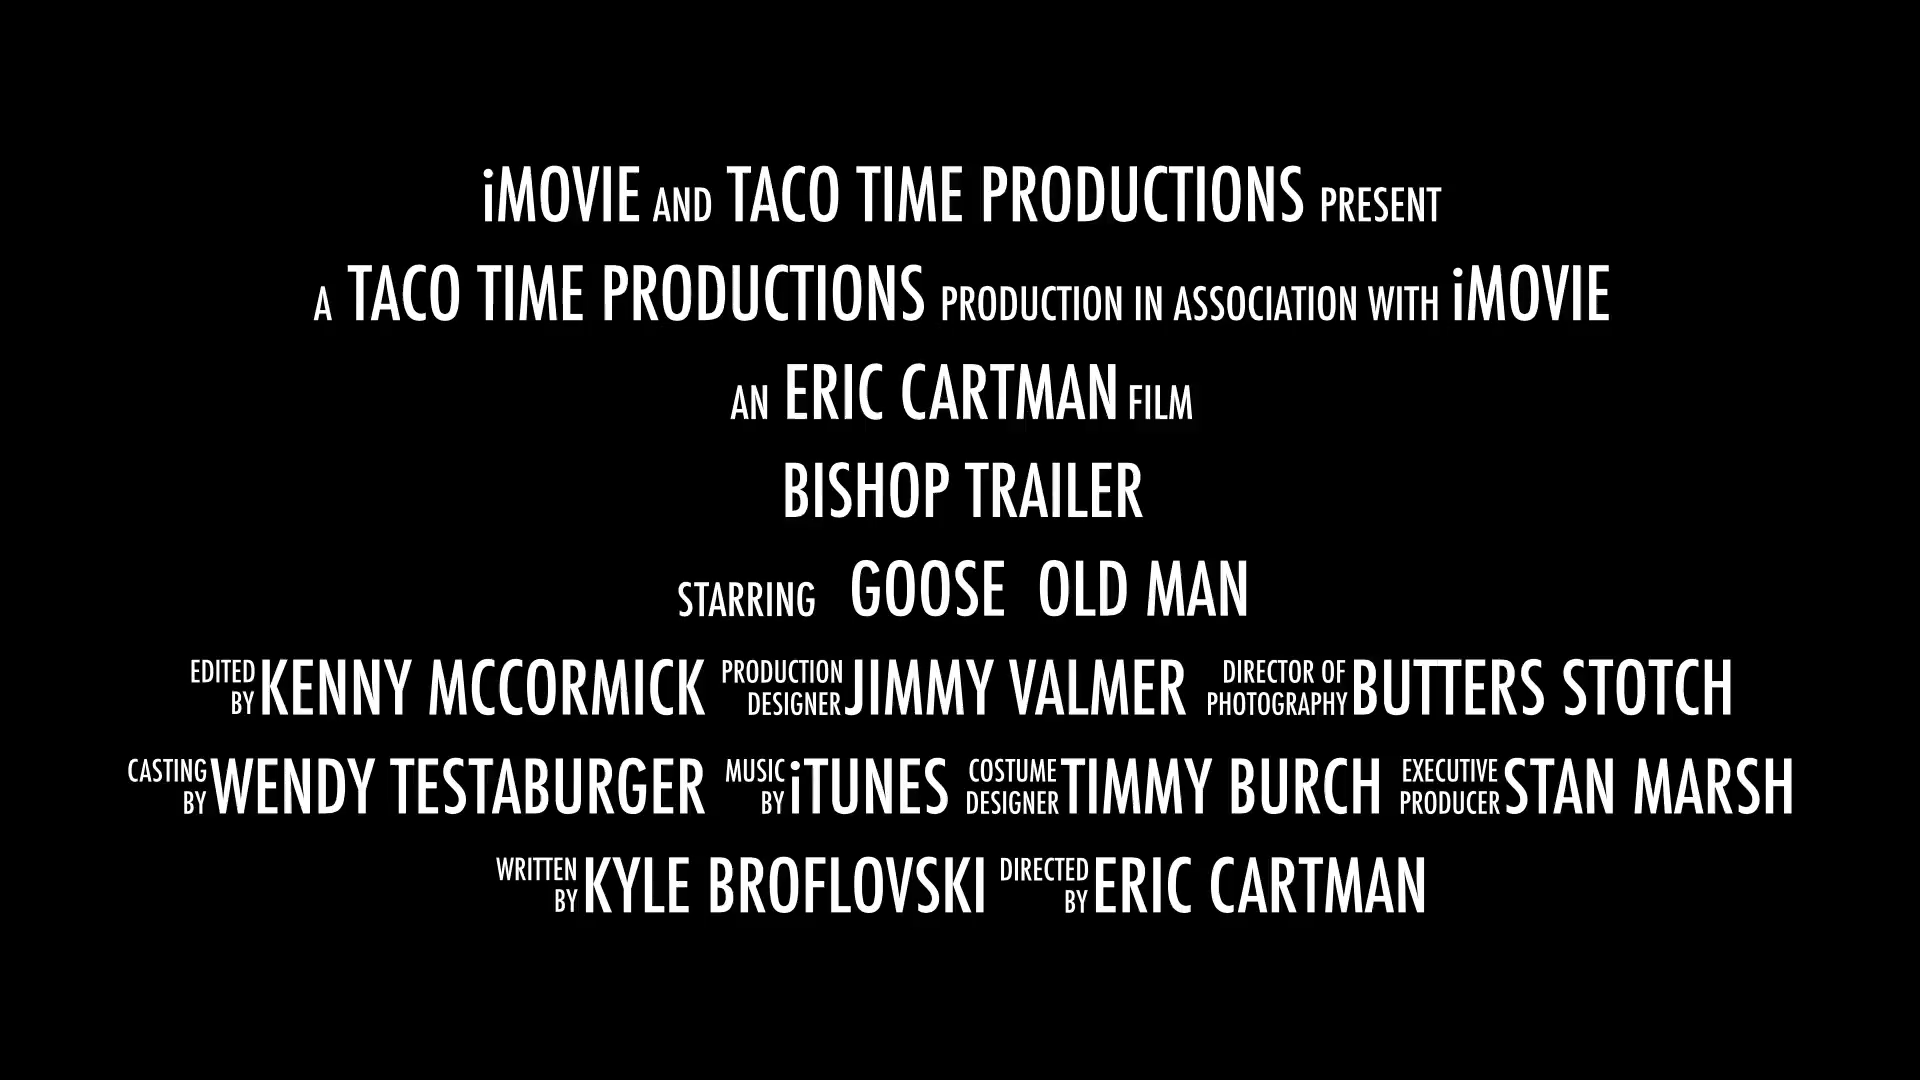 iMOVIE AND TACO TIME PRODUCTIONS PRESENT
A TACO TIME PRODUCTIONS PRODUCTION IN ASSOCIATION WITH iMOVIE
AN ERIC CARTMAN FILM
BISHOP TRAILER
STARRING GOOSE OLD MAN
EDITED BY KENNY MCCORMICK PRODUCTION DESIGNER JIMMY VALMER DIRECTOR OF PHOTOGRAPHY BUTTERS STOTCH
CASTING BY WENDY TESTABURGER MUSIC BY iTUNES COSTUME DESIGNER TIMMY BURCH EXECUTIVE PRODUCER STAN MARSH
WRITTEN BY KYLE BROFLOVSKI DIRECTED BY ERIC CARTMAN